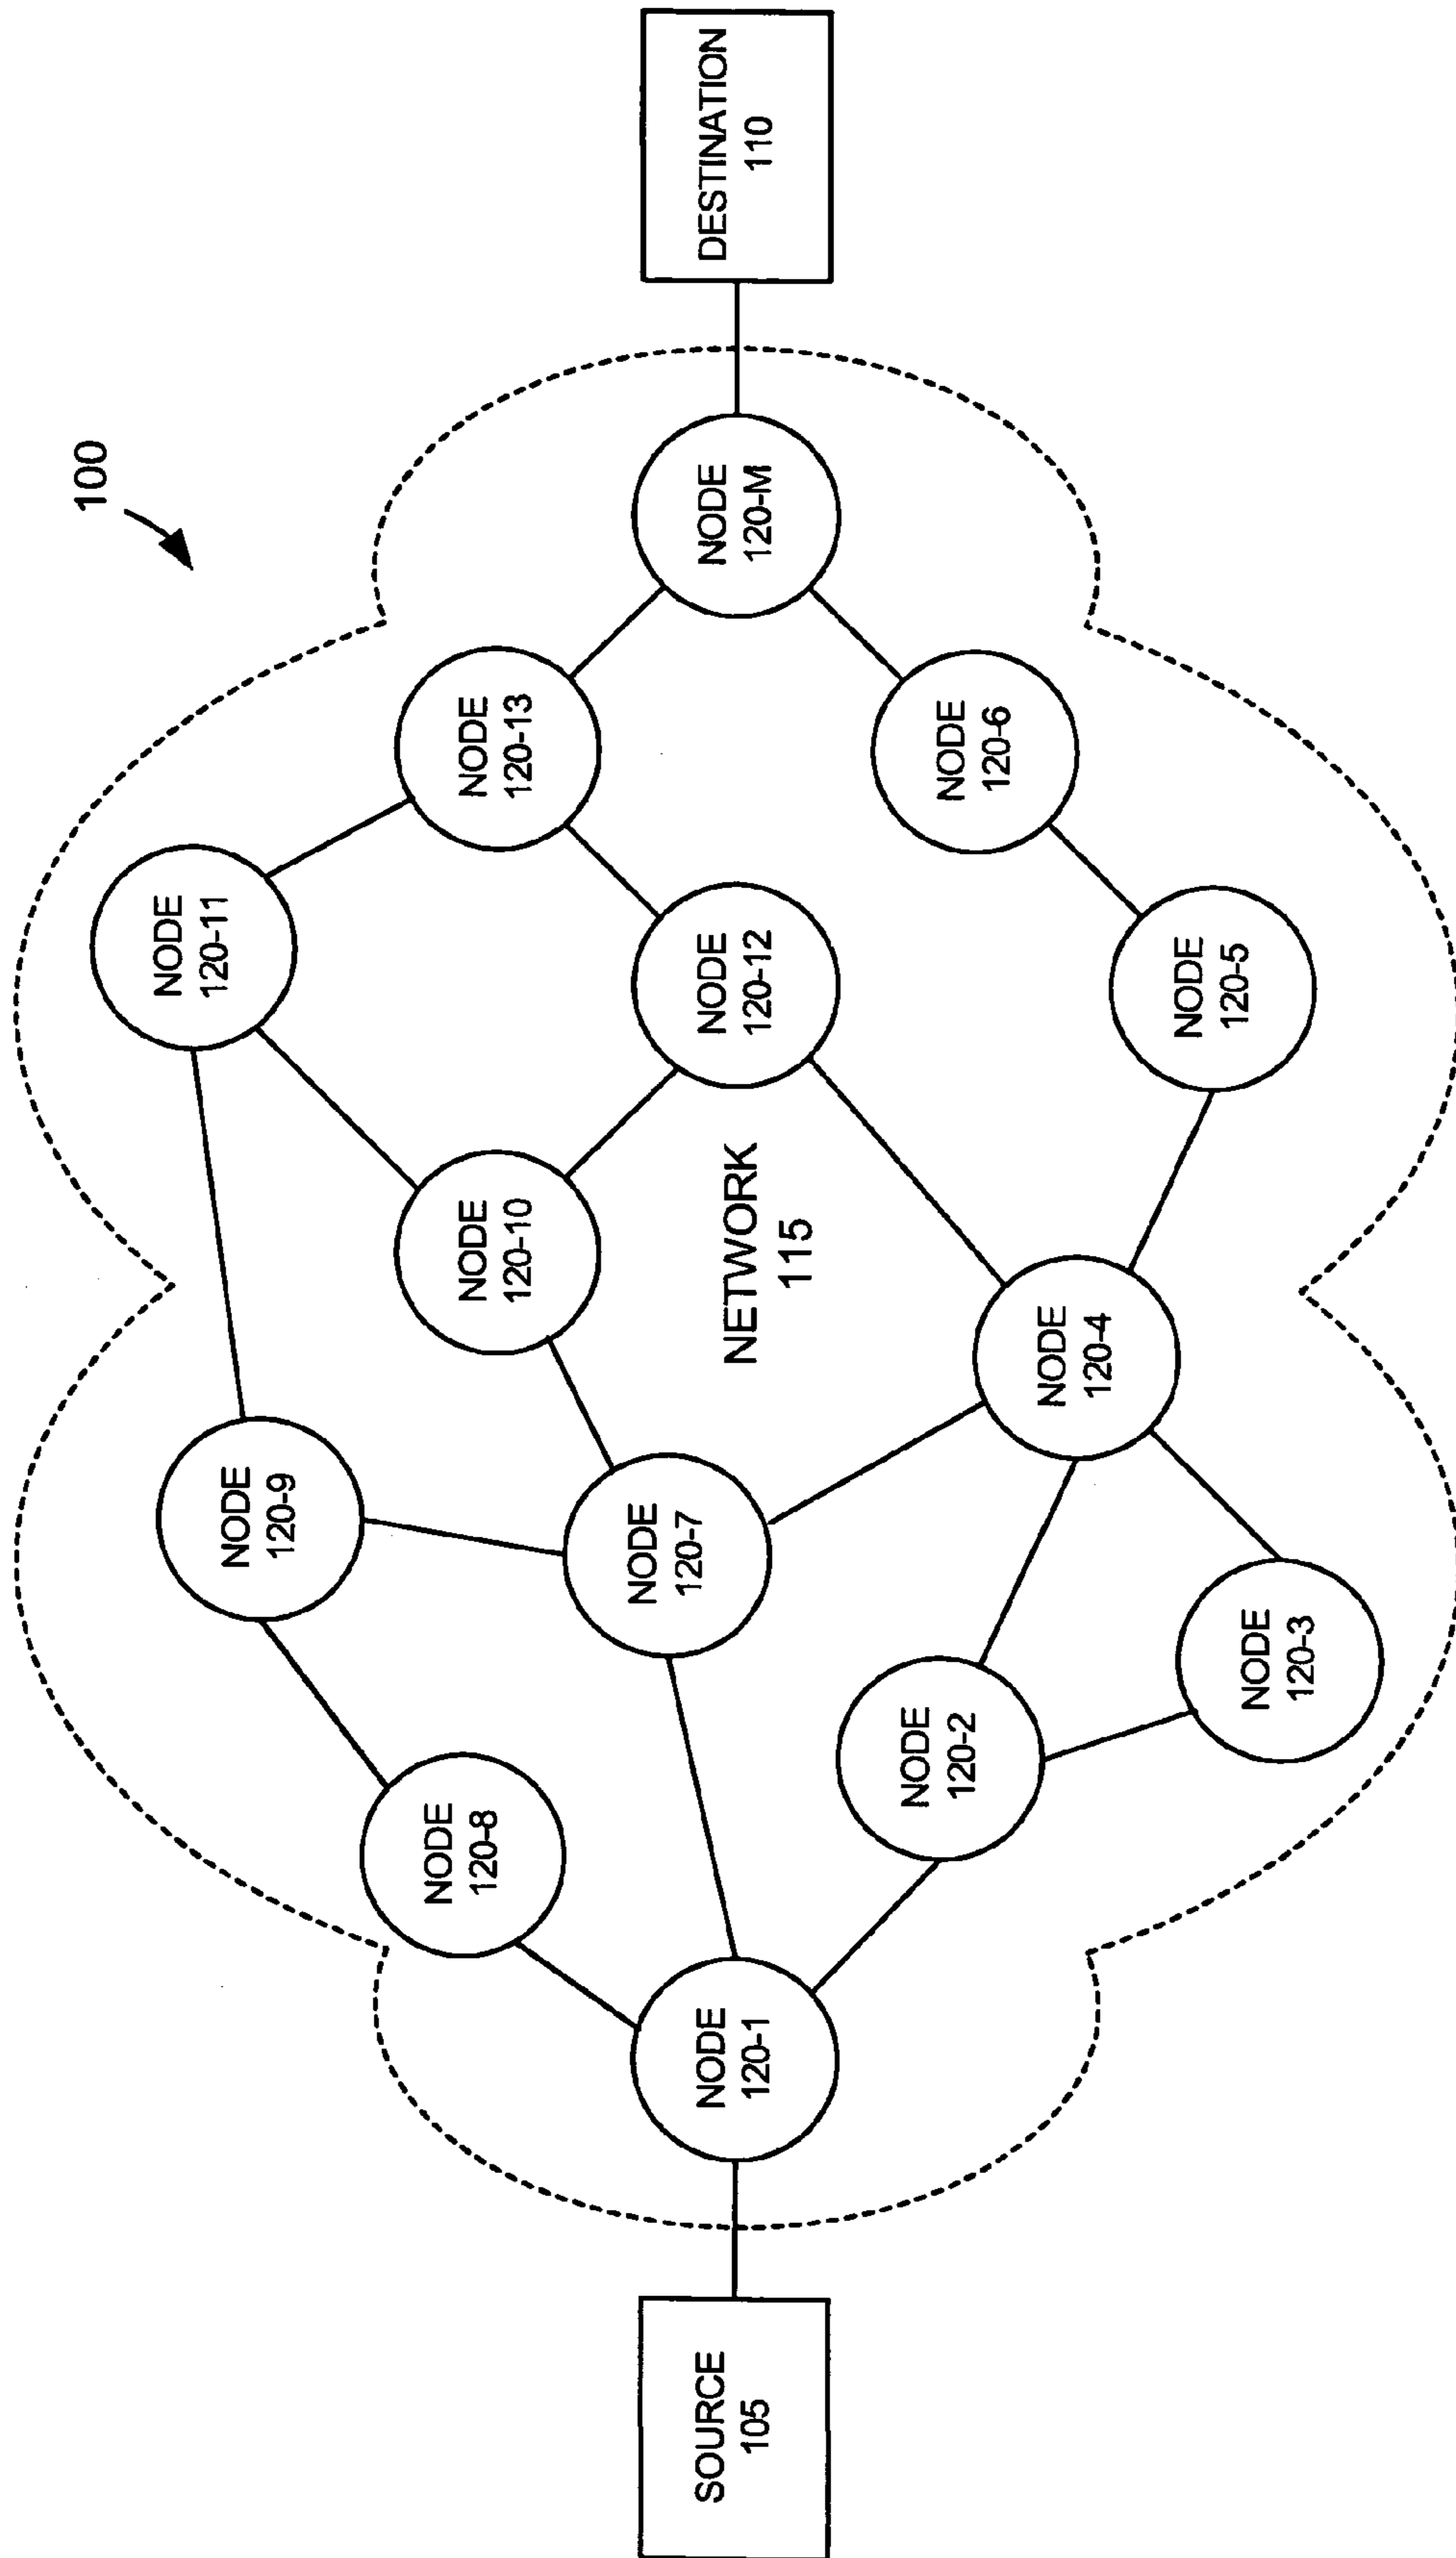 100
SOURCE
105
NODE
120-1
NODE
120-8
NODE
120-2
NODE
120-3
NODE
120-7
NODE
120-9
NODE
120-4
NETWORK
115
NODE
120-10
NODE
120-12
NODE
120-5
NODE
120-11
NODE
120-13
NODE
120-6
NODE
120-M
DESTINATION
110